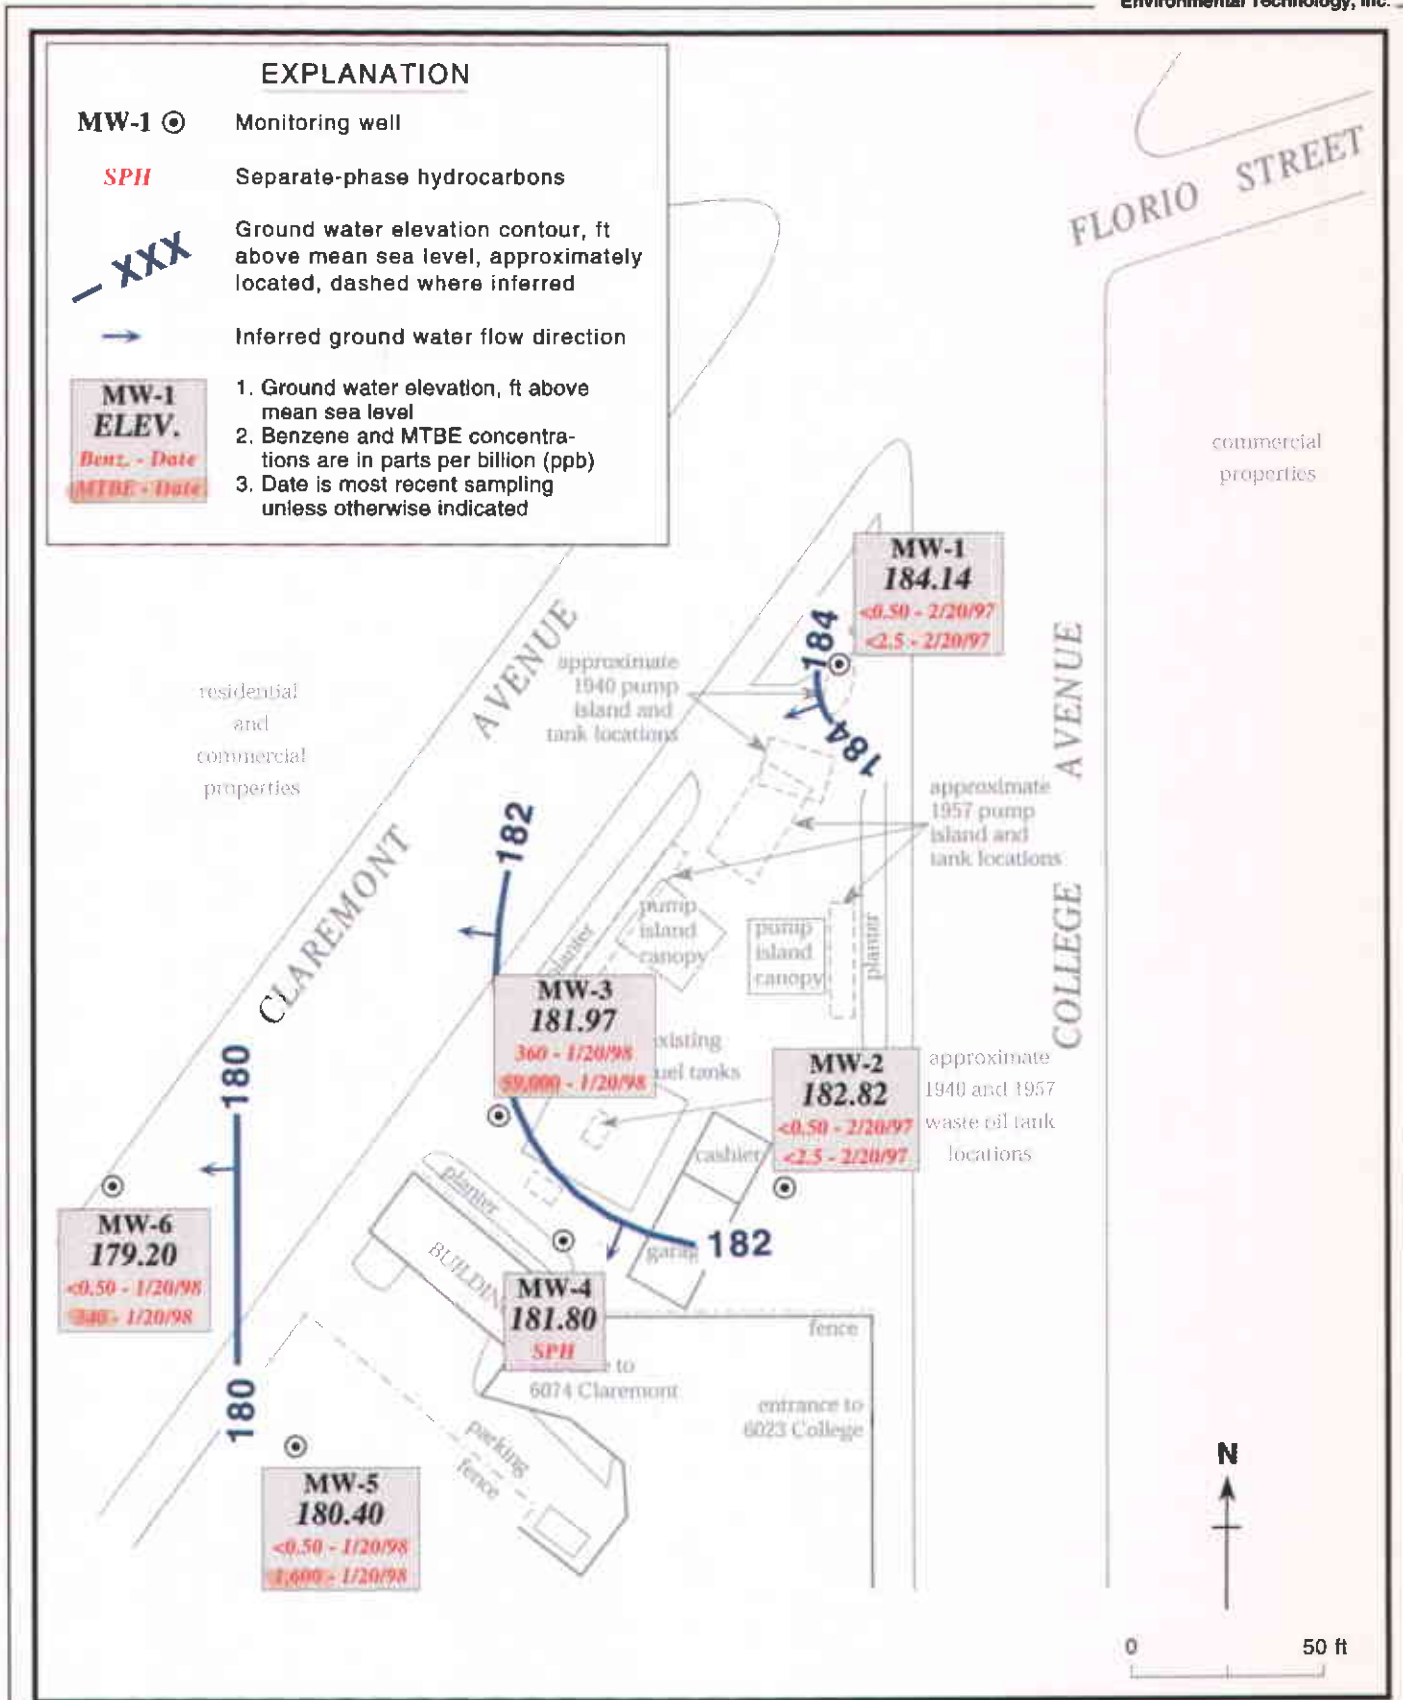 Environmental Technology, Inc.
EXPLANATION
MW-1
Monitoring well
SPH
Separate-phase hydrocarbons
XXX
Ground water elevation contour, ft
above mean sea level, approximately
located, dashed where inferred
Inferred ground water flow direction
MW-1
ELEV.
Benz. - Date
MTBE - Date
1. Ground water elevation, ft above
mean sea level
2. Benzene and MTBE concentra-
tions are in parts per billion (ppb)
3. Date is most recent sampling
unless otherwise indicated
FLORIO STREET
commercial
properties
MW-1
184.14
<0.50 - 2/20/97
<2.5 - 2/20/97
184
184
approximate
1940 pump
island and
tank locations
residential
and
commercial
properties
CLAREMONT AVENUE
COLLEGE AVENUE
approximate
1957 pump
island and
tank locations
182
planter
pump
island
canopy
pump
island
canopy
planter
MW-3
181.97
360 - 1/20/98
59,000 - 1/20/98
existing
fuel tanks
MW-2
182.82
<0.50 - 2/20/97
<2.5 - 2/20/97
approximate
1940 and 1957
waste oil tank
locations
180
cashier
planter
BUILDING
garag
182
MW-6
179.20
<0.50 - 1/20/98
340 - 1/20/98
MW-4
181.80
SPH
fence
to
6074 Claremont
entrance to
6023 College
180
parking
fence
MW-5
180.40
<0.50 - 1/20/98
1,600 - 1/20/98
N
0 50 ft